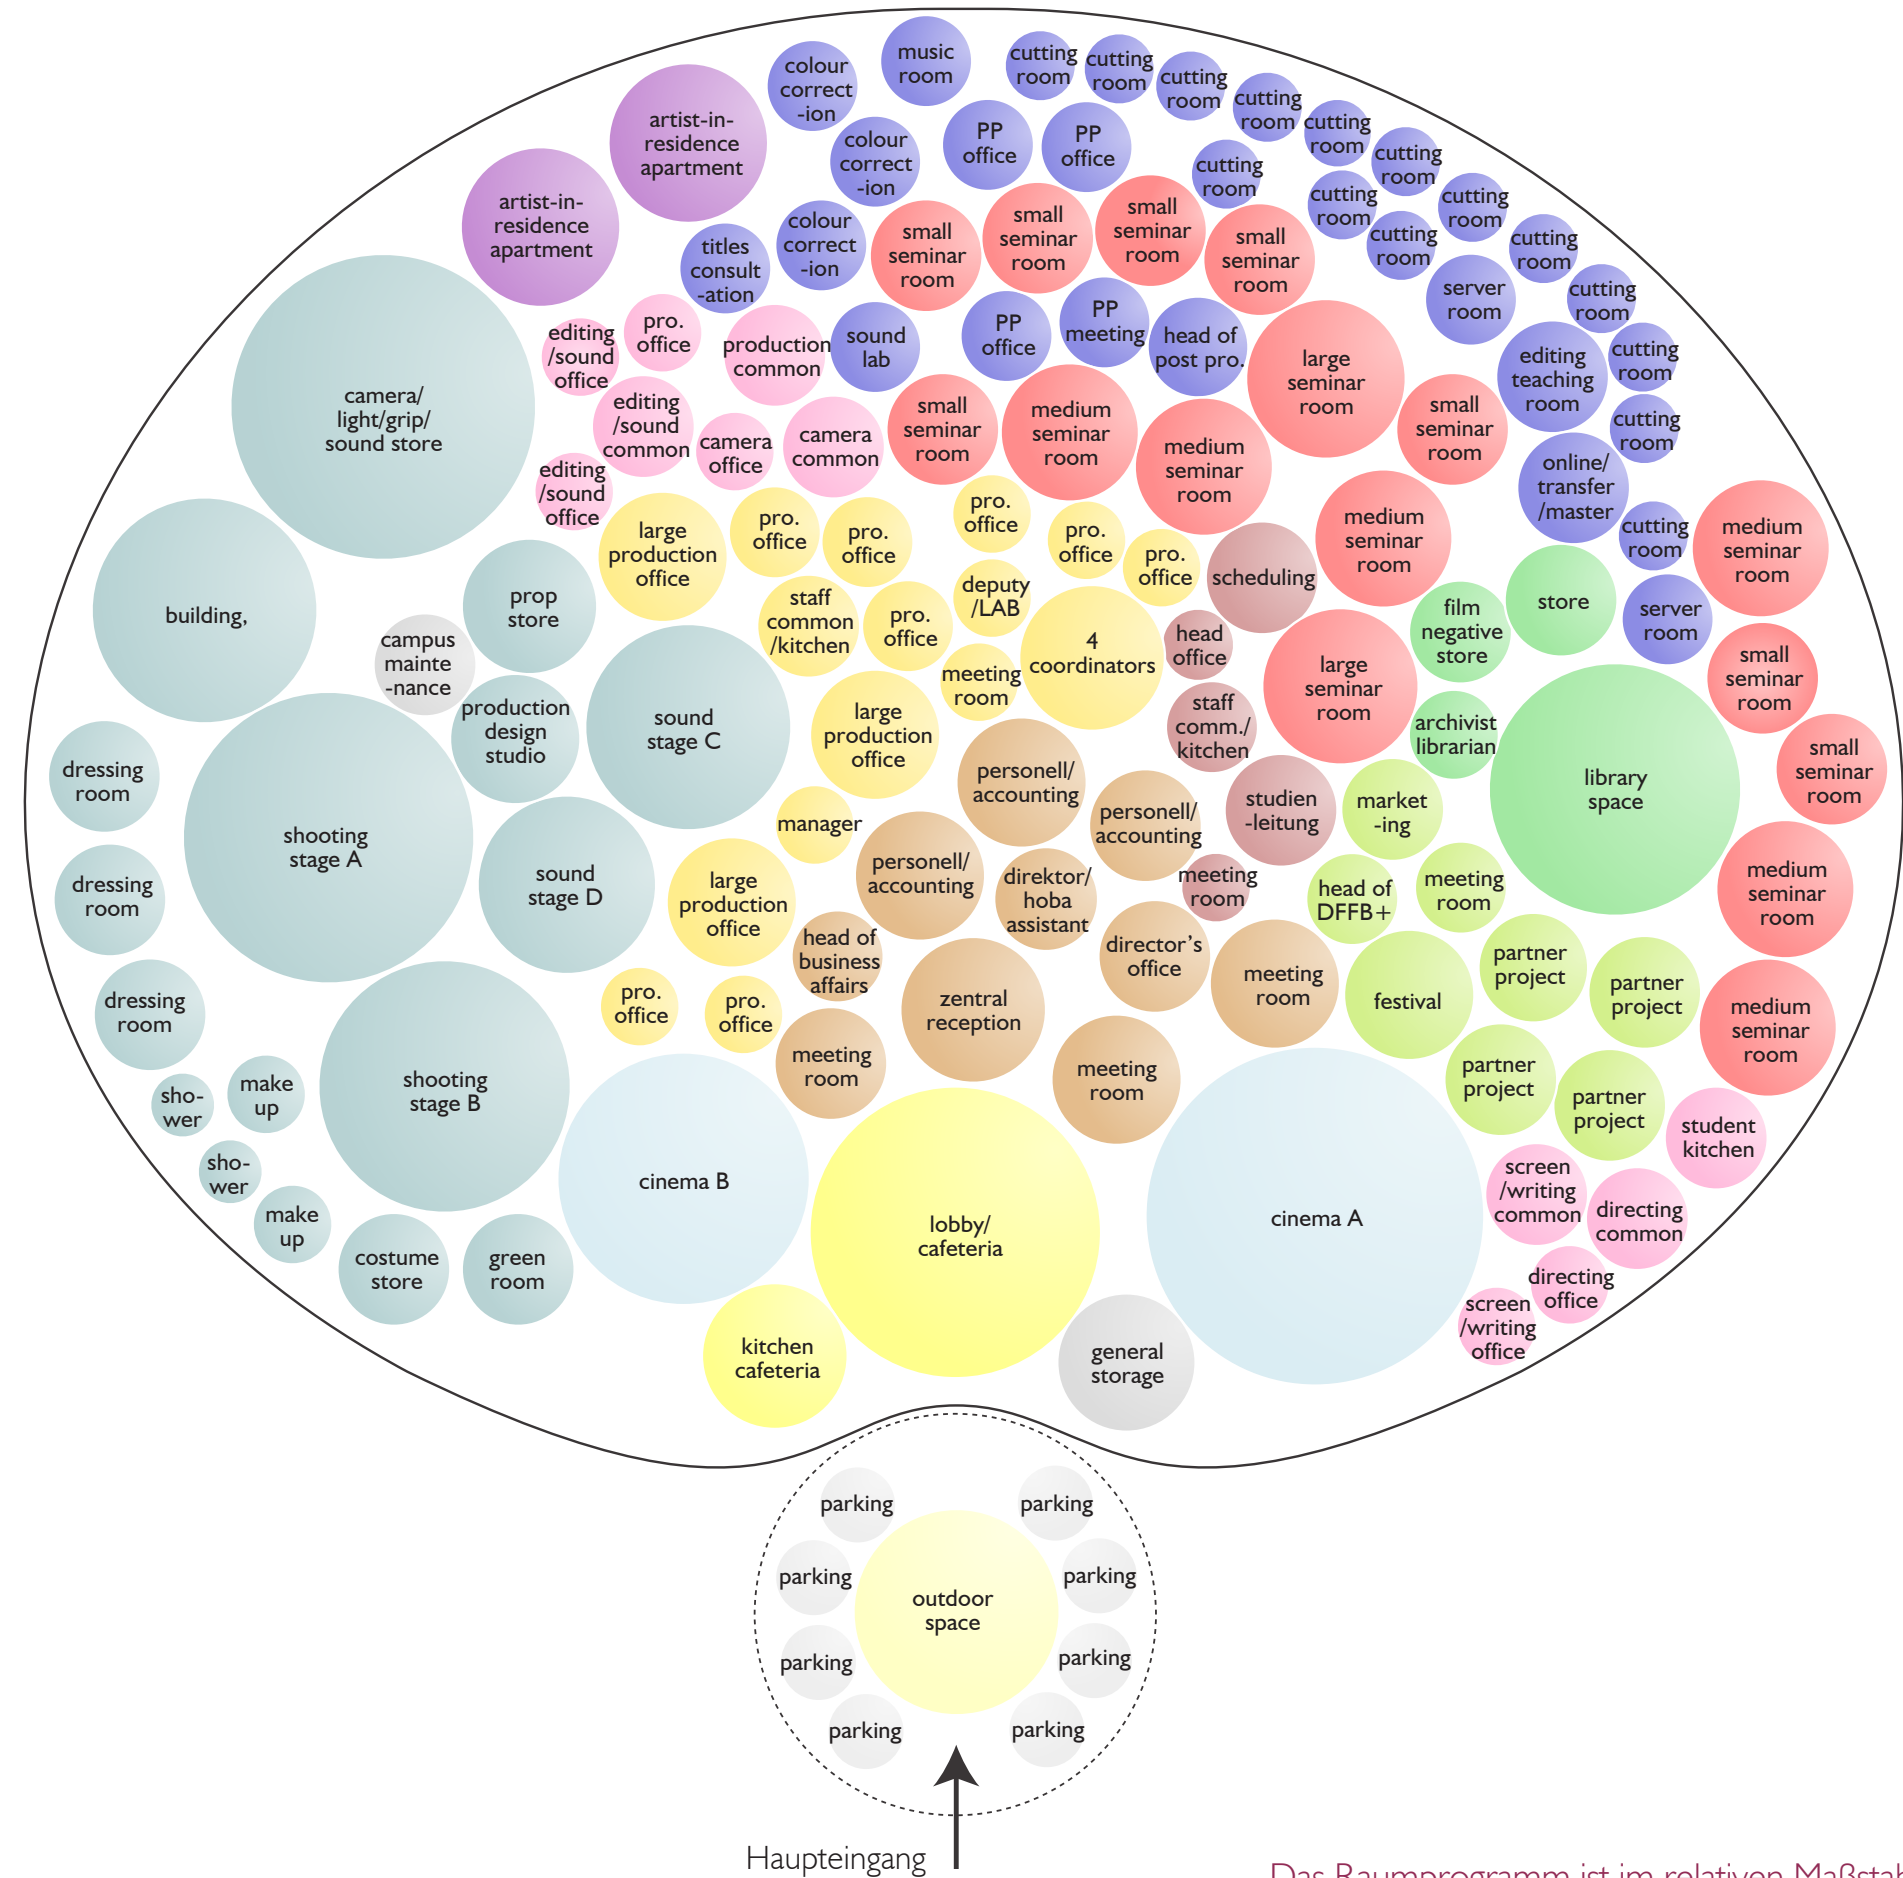 music
room
cutting
room
cutting
room
cutting
room
cutting
room
cutting
room
cutting
room
cutting
room
cutting
room
cutting
room
cutting
room
cutting
room
cutting
room
cutting
room
cutting
room
cutting
room
colour
correct
-ion
colour
correct
-ion
colour
correct
-ion
titles
consult
-ation
PP
office
PP
office
PP
office
PP
meeting
head of
post pro.
sound
lab
server
room
editing
teaching
room
online/
transfer
/master
server
room
artist-in-
residence
apartment
artist-in-
residence
apartment
small
seminar
room
small
seminar
room
small
seminar
room
small
seminar
room
large
seminar
room
small
seminar
room
medium
seminar
room
medium
seminar
room
small
seminar
room
medium
seminar
room
large
seminar
room
medium
seminar
room
small
seminar
room
small
seminar
room
medium
seminar
room
medium
seminar
room
editing
/sound
office
pro.
office
production
common
editing
/sound
common
camera
office
camera
common
editing
/sound
office
camera/
light/grip/
sound store
building,
prop
store
campus
mainte
-nance
production
design
studio
sound
stage C
shooting
stage A
sound
stage D
dressing
room
dressing
room
dressing
room
shooting
stage B
sho-
wer
make
up
sho-
wer
make
up
costume
store
green
room
large
production
office
pro.
office
pro.
office
pro.
office
pro.
office
pro.
office
staff
common
/kitchen
pro.
office
deputy
/LAB
4
coordinators
meeting
room
large
production
office
manager
large
production
office
pro.
office
pro.
office
scheduling
head
office
staff
comm./
kitchen
studien
-leitung
meeting
room
film
negative
store
store
archivist
librarian
library
space
personell/
accounting
personell/
accounting
personell/
accounting
direktor/
hoba
assistant
head of
business
affairs
director's
office
zentral
reception
meeting
room
meeting
room
meeting
room
market
-ing
head of
DFFB+
meeting
room
festival
partner
project
partner
project
partner
project
partner
project
student
kitchen
screen
/writing
common
directing
common
directing
office
screen
/writing
office
cinema B
lobby/
cafeteria
cinema A
kitchen
cafeteria
general
storage
parking
parking
parking
parking
outdoor
space
parking
parking
parking
parking
Haupteingang
Das Raumprogramm ist im relativen Maßstab